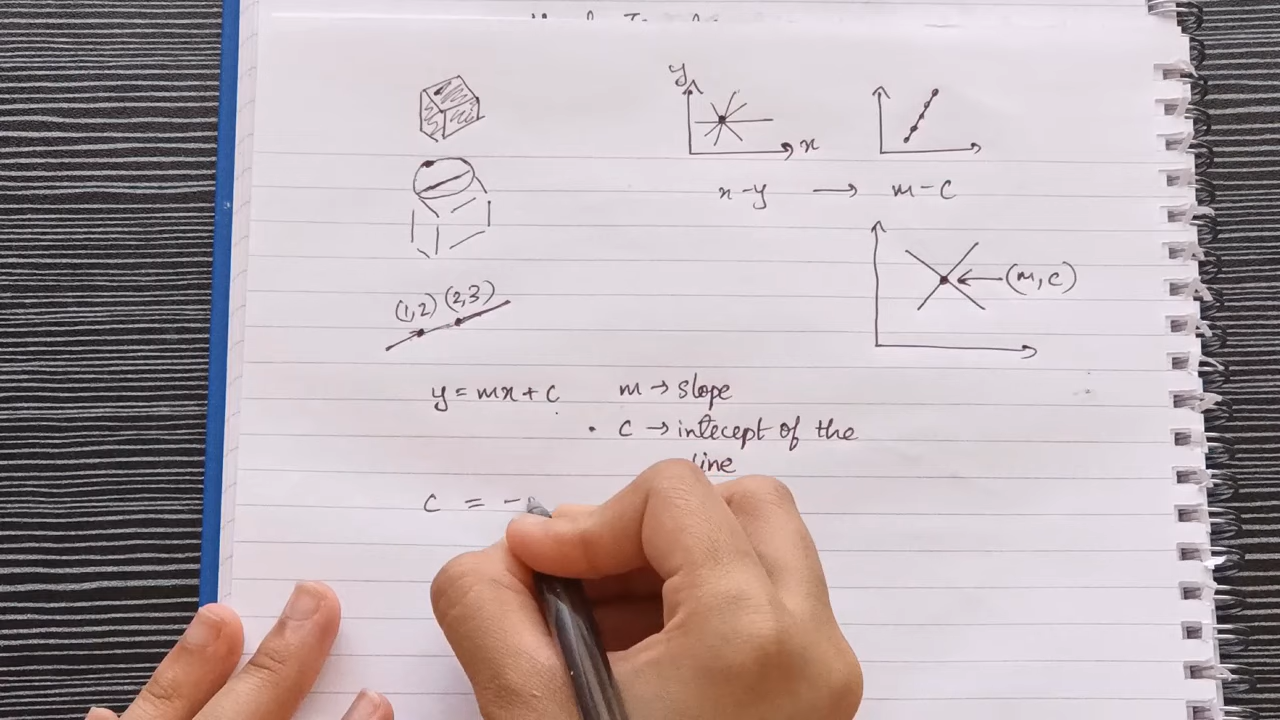 y
x
x-y → m-c
(m, c)
(1,2) (2,3)
y = mx + c m → slope
• c → intecept of the
line
c = -